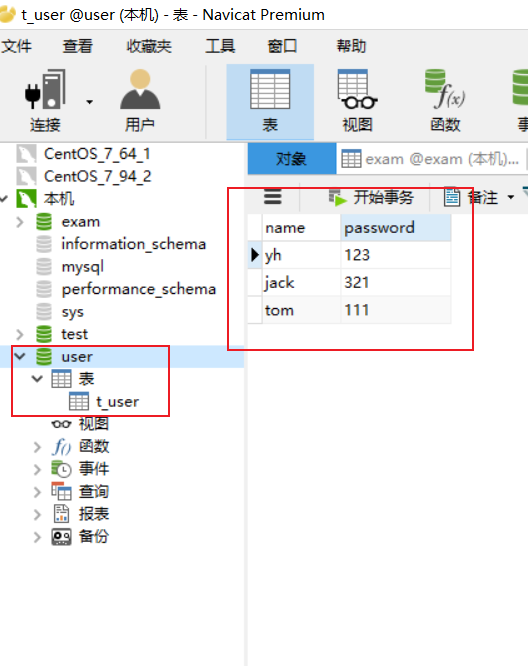 t_user @user (本机) - 表 - Navicat Premium
文件 查看 收藏夹 工具 窗口 帮助
连接 用户 表 视图 函数
CentOS_7_64_1
CentOS_7_94_2
本机
exam
information_schema
mysql
performance_schema
sys
test
user
表
t_user
视图
函数
事件
查询
报表
备份
对象 exam @exam (本机)...
开始事务 备注
name password
yh 123
jack 321
tom 111